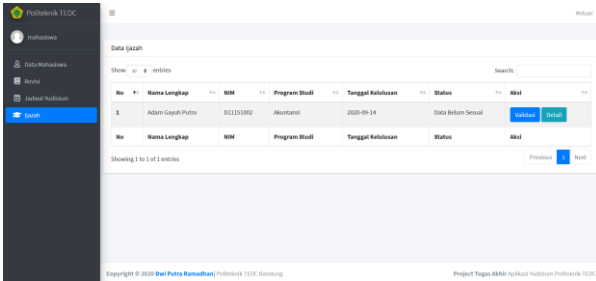 Politeknik TEDC
Keluar
mahasiswa
Data Mahasiswa
Revisi
Jadwal Yudisium
Ijazah
Data Ijazah
Show 10 entries
Search:
No Nama Lengkap NIM Program Studi Tanggal Kelulusan Status Aksi
1 Adam Gayuh Putro D11151002 Akuntansi 2020-09-14 Data Belum Sesuai Validasi Detail
No Nama Lengkap NIM Program Studi Tanggal Kelulusan Status Aksi
Showing 1 to 1 of 1 entries
Previous 1 Next
Copyright © 2020 Dwi Putra Ramadhan| Politeknik TEDC Bandung
Project Tugas Akhir Aplikasi Yudisium Politeknik TEDC